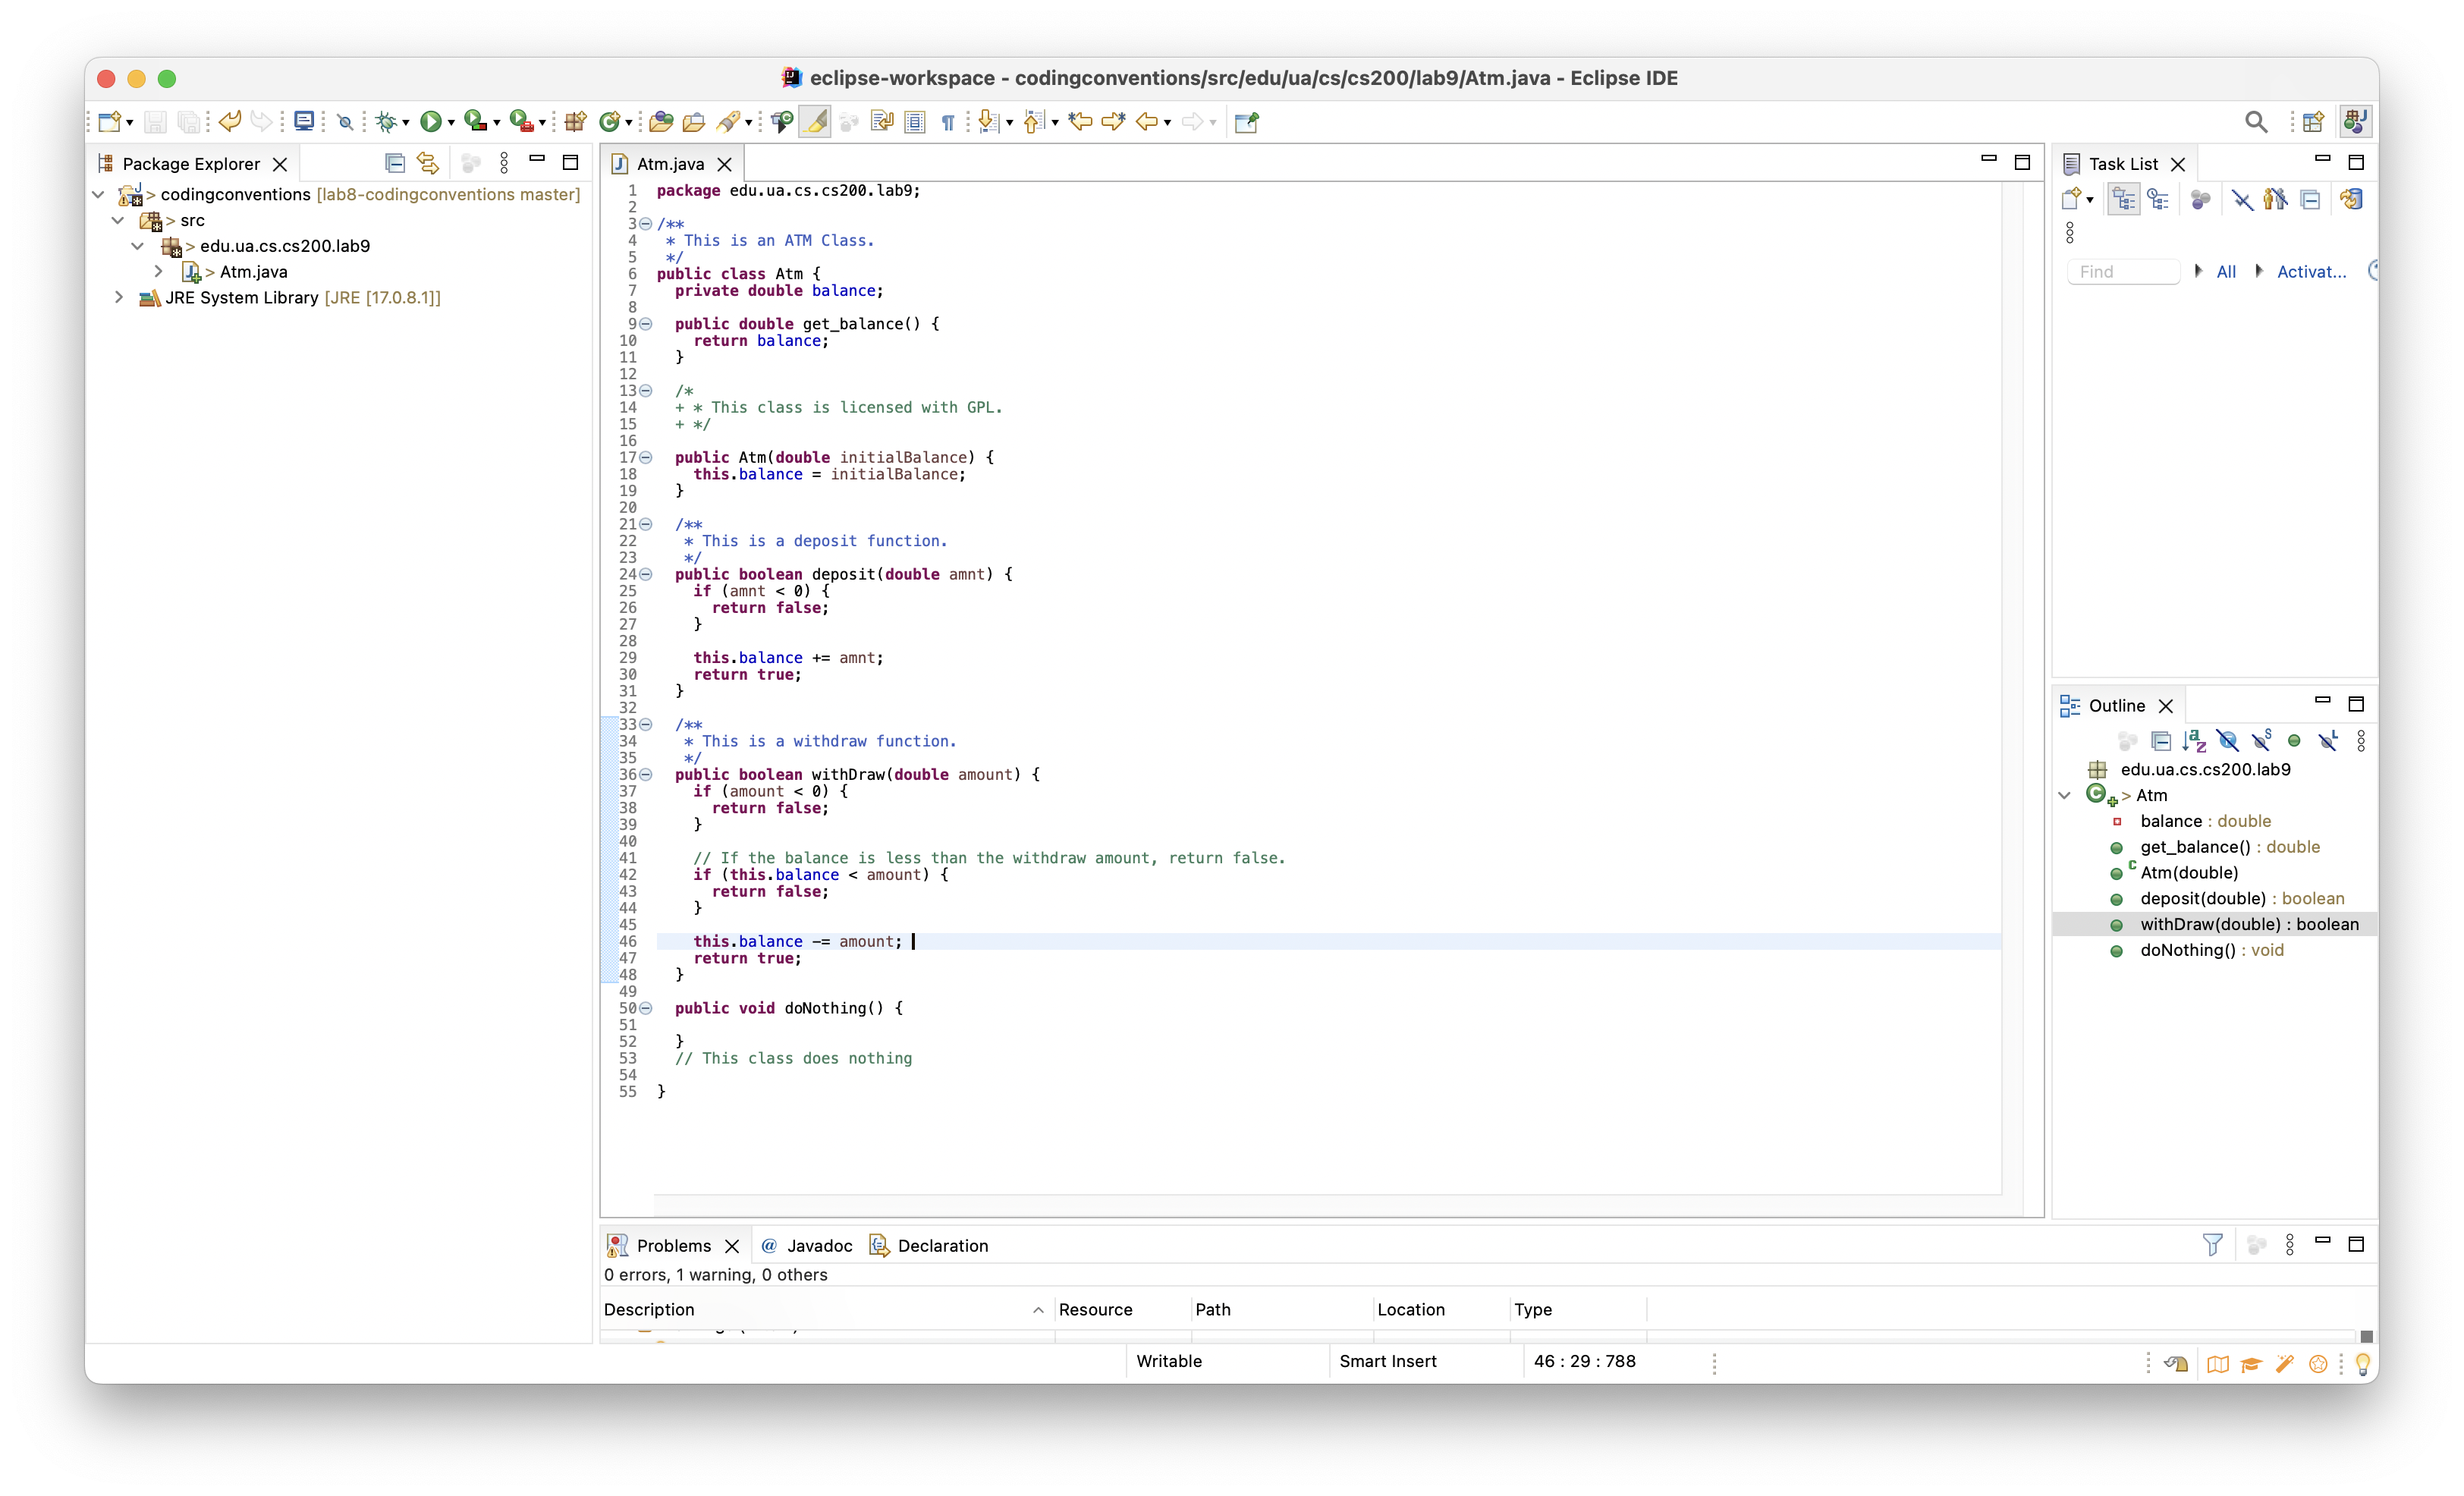 eclipse-workspace - codingconventions/src/edu/ua/cs/cs200/lab9/Atm.java - Eclipse IDE
Package Explorer
> codingconventions [lab8-codingconventions master]
> src
> edu.ua.cs.cs200.lab9
> Atm.java
JRE System Library [JRE [17.0.8.1]]
Atm.java
1 package edu.ua.cs.cs200.lab9;
2
3 /**
4  * This is an ATM Class.
5  */
6 public class Atm {
7   private double balance;
8
9   public double get_balance() {
10     return balance;
11   }
12
13   /*
14   + * This class is licensed with GPL.
15   + */
16
17   public Atm(double initialBalance) {
18     this.balance = initialBalance;
19   }
20
21   /**
22    * This is a deposit function.
23    */
24   public boolean deposit(double amnt) {
25     if (amnt < 0) {
26       return false;
27     }
28
29     this.balance += amnt;
30     return true;
31   }
32
33   /**
34    * This is a withdraw function.
35    */
36   public boolean withDraw(double amount) {
37     if (amount < 0) {
38       return false;
39     }
40
41     // If the balance is less than the withdraw amount, return false.
42     if (this.balance < amount) {
43       return false;
44     }
45
46     this.balance -= amount;
47     return true;
48   }
49
50   public void doNothing() {
51
52   }
53   // This class does nothing
54
55 }
Task List
Find
All
Activat...
Outline
edu.ua.cs.cs200.lab9
> Atm
balance : double
get_balance() : double
Atm(double)
deposit(double) : boolean
withDraw(double) : boolean
doNothing() : void
Problems
Javadoc
Declaration
0 errors, 1 warning, 0 others
Description Resource Path Location Type
Writable Smart Insert 46 : 29 : 788